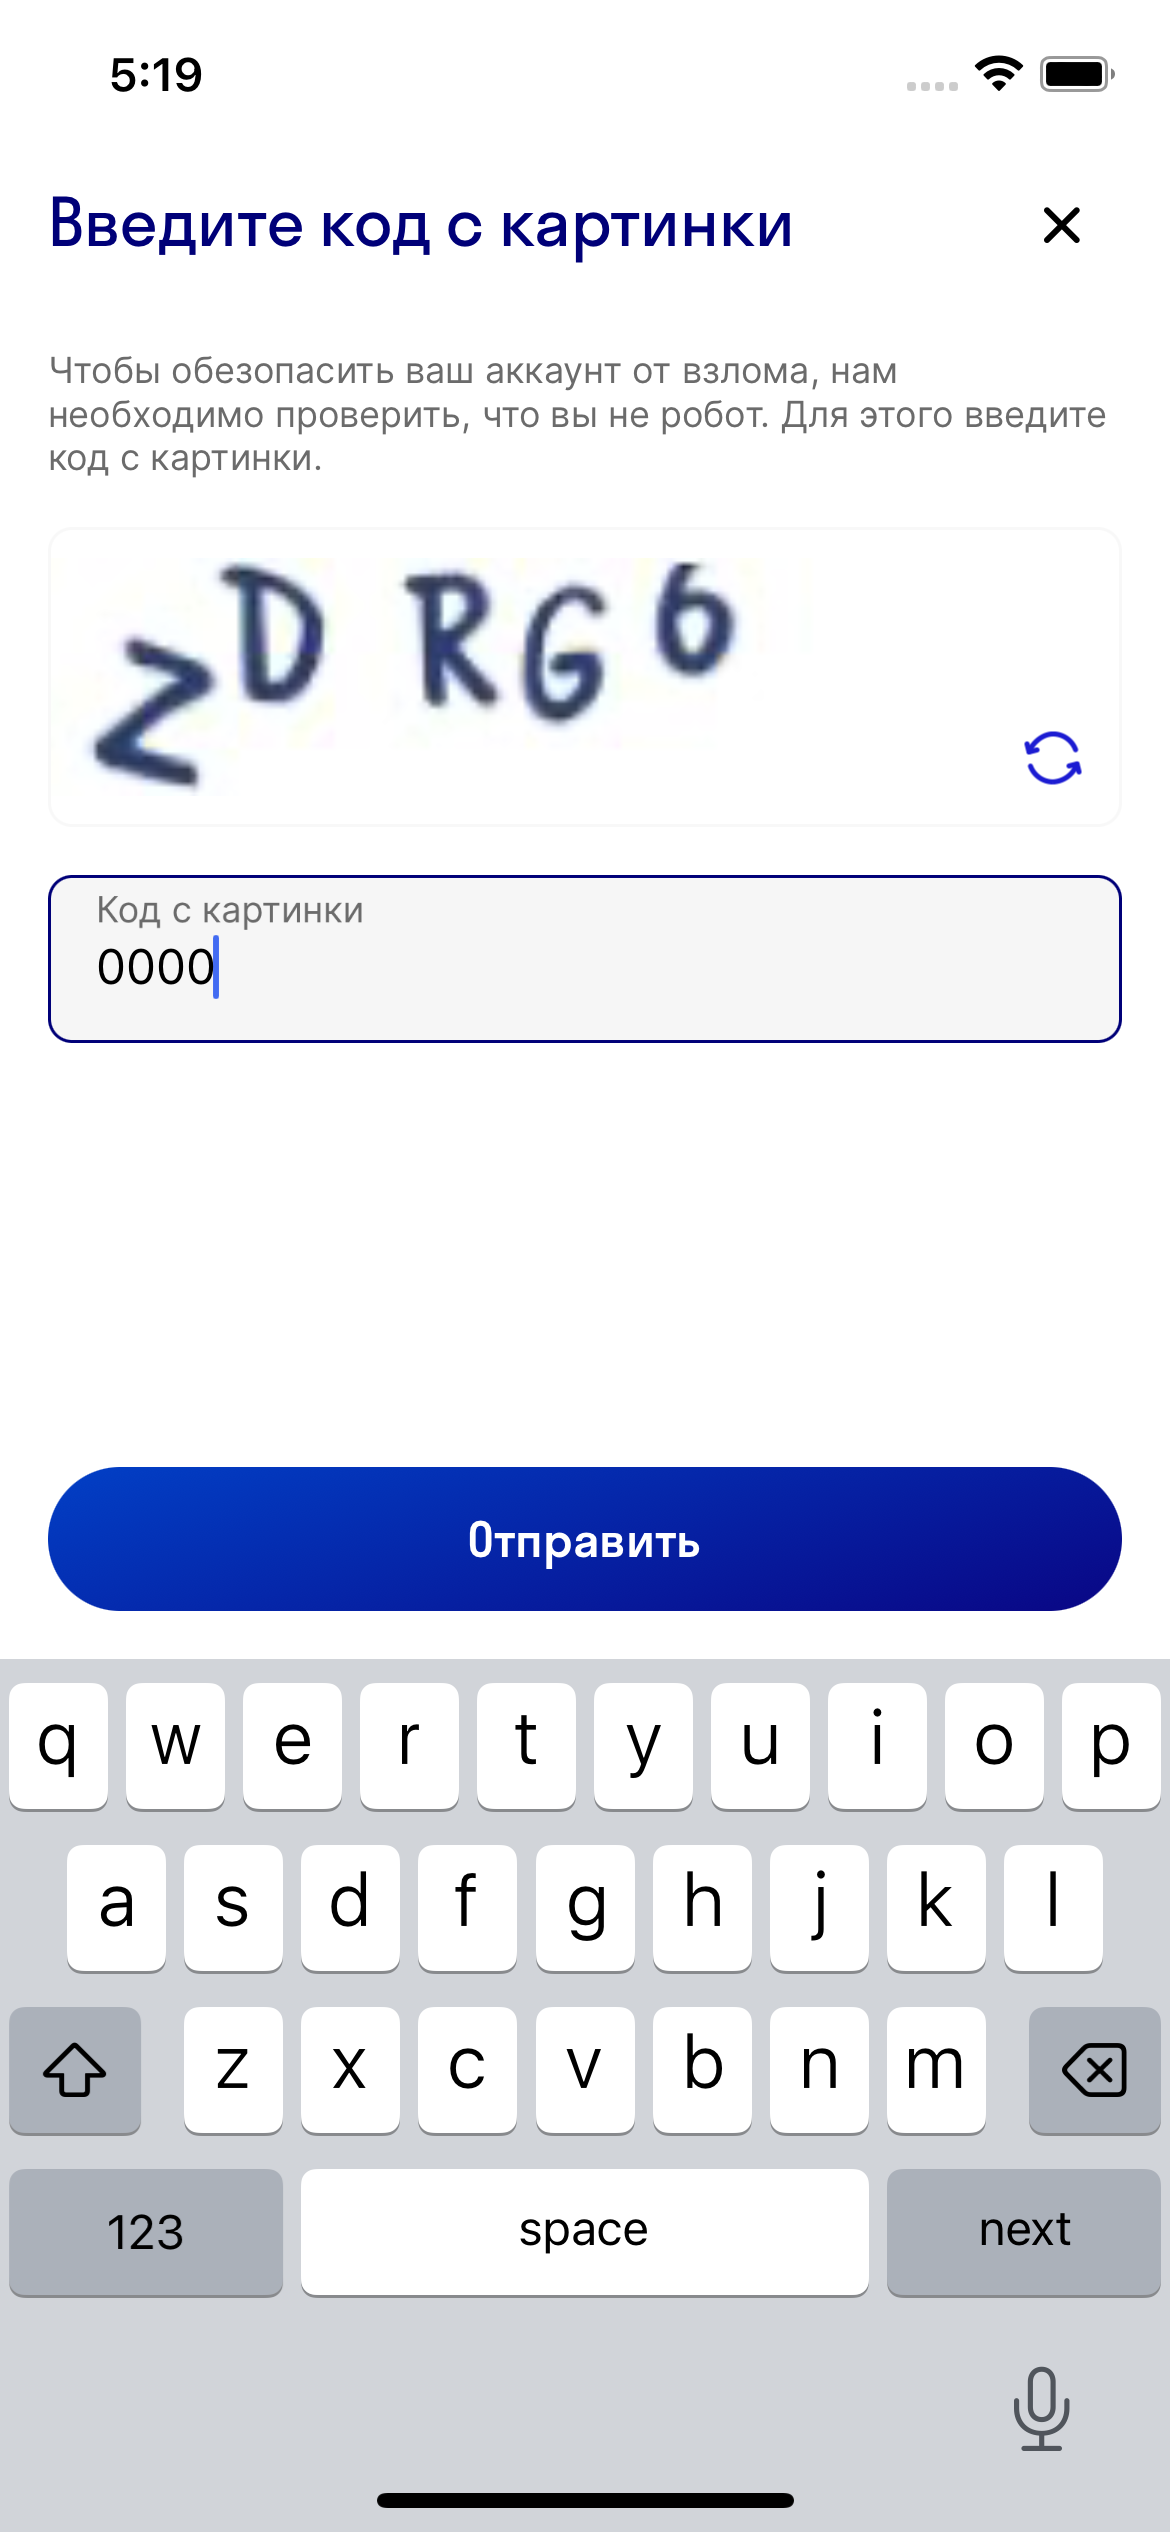 5:19
Введите код с картинки
Чтобы обезопасить ваш аккаунт от взлома, нам
необходимо проверить, что вы не робот. Для этого введите
код с картинки.
ZDRG6
Код с картинки
0000
Отправить
q w e r t y u i o p
a s d f g h j k l
z x c v b n m
123 space next